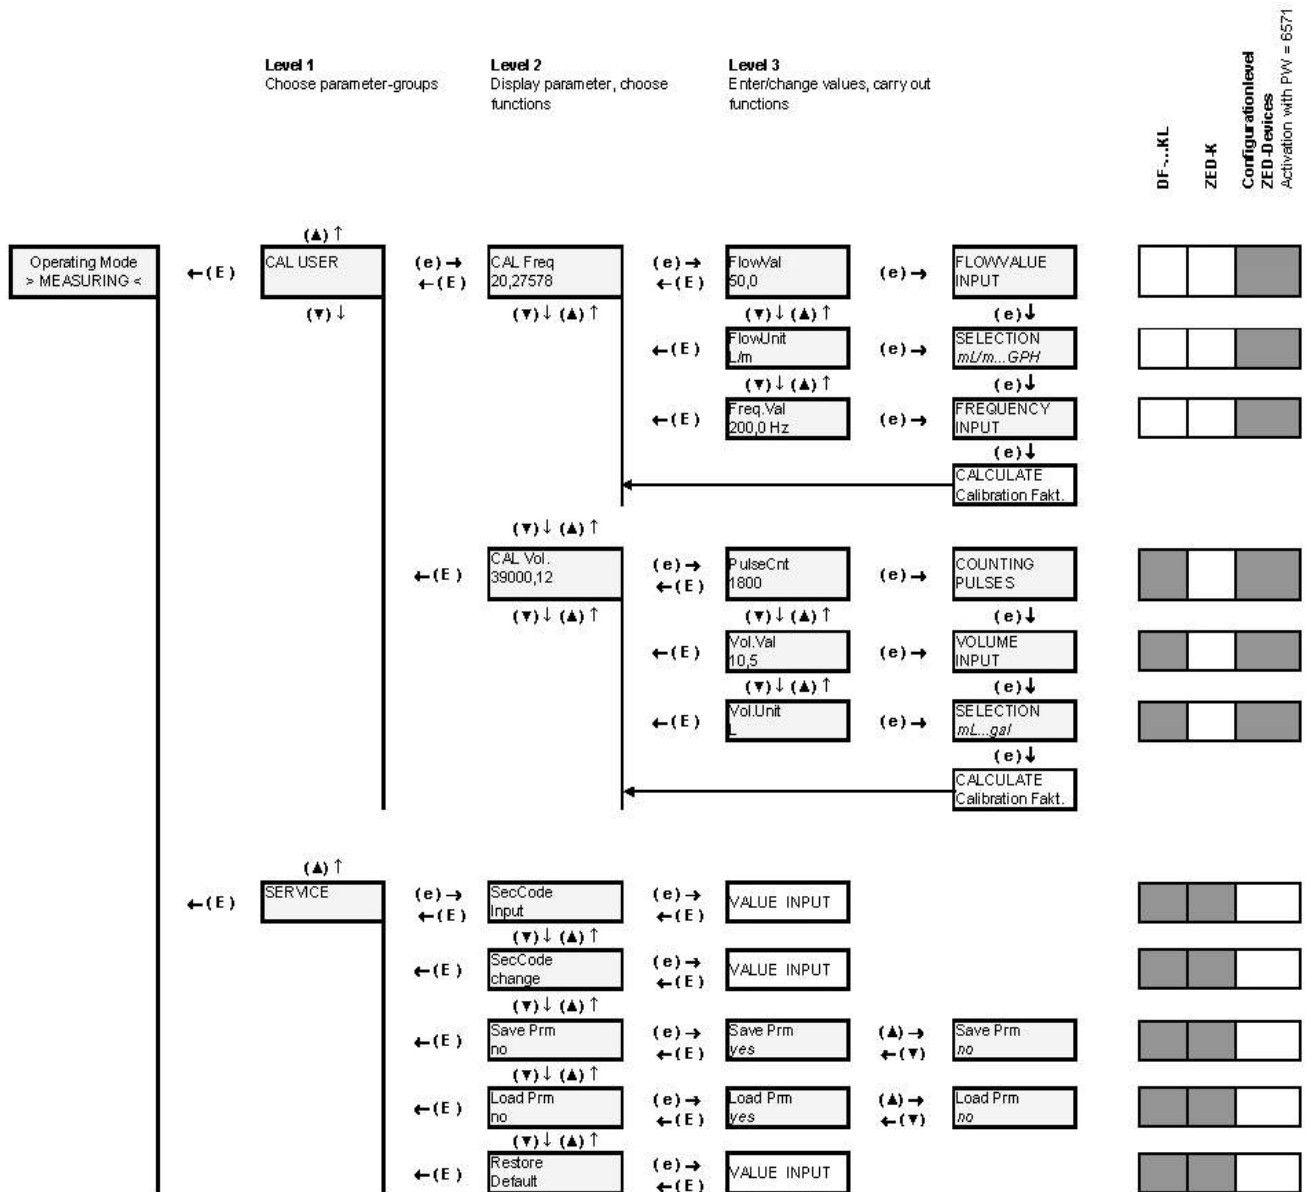 Level 1
Choose parameter-groups
Level 2
Display parameter, choose
functions
Level 3
Enter/change values, carry out
functions
DF-...KL
ZED-K
Configurationlevel
ZED-Devices
Activation with PW = 6571
(▲) ↑
Operating Mode
> MEASURING <
←(E)
CAL USER
(e)→
←(E)
CAL Freq
20,27578
(e)→
←(E)
FlowVal
50,0
(e)→
FLOWVALUE
INPUT
(▼) ↓
(▼) ↓ (▲) ↑
(▼) ↓ (▲) ↑
(e)↓
←(E)
FlowUnit
L/m
(e)→
SELECTION
mL/m...GPH
(▼) ↓ (▲) ↑
(e)↓
←(E)
Freq.Val
200,0 Hz
(e)→
FREQUENCY
INPUT
(e)↓
CALCULATE
Calibration Fakt.
(▼) ↓ (▲) ↑
←(E)
CAL Vol.
39000,12
(e)→
←(E)
PulseCnt
1800
(e)→
COUNTING
PULSES
(▼) ↓ (▲) ↑
(▼) ↓ (▲) ↑
(e)↓
←(E)
Vol.Val
10,5
(e)→
VOLUME
INPUT
(▼) ↓ (▲) ↑
(e)↓
←(E)
Vol.Unit
L
(e)→
SELECTION
mL...gal
(e)↓
CALCULATE
Calibration Fakt.
(▲) ↑
←(E)
SERVICE
(e)→
←(E)
SecCode
Input
(e)→
←(E)
VALUE INPUT
(▼) ↓ (▲) ↑
←(E)
SecCode
change
(e)→
←(E)
VALUE INPUT
(▼) ↓ (▲) ↑
←(E)
Save Prm
no
(e)→
←(E)
Save Prm
yes
(▲)→
←(▼)
Save Prm
no
(▼) ↓ (▲) ↑
←(E)
Load Prm
no
(e)→
←(E)
Load Prm
yes
(▲)→
←(▼)
Load Prm
no
(▼) ↓ (▲) ↑
←(E)
Restore
Default
(e)→
←(E)
VALUE INPUT